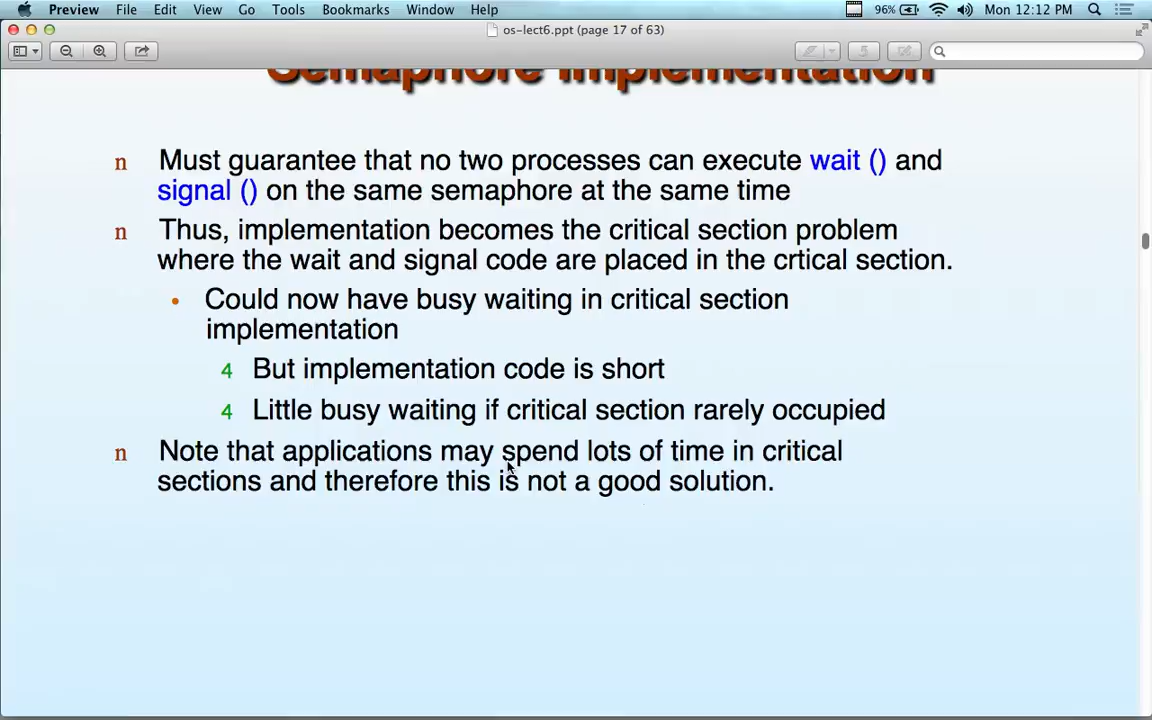 Preview File Edit View Go Tools Bookmarks Window Help 96% Mon 12:12 PM
os-lect6.ppt (page 17 of 63)
Semaphore Implementation
n Must guarantee that no two processes can execute wait () and
signal () on the same semaphore at the same time
n Thus, implementation becomes the critical section problem
where the wait and signal code are placed in the crtical section.
• Could now have busy waiting in critical section
implementation
4 But implementation code is short
4 Little busy waiting if critical section rarely occupied
n Note that applications may spend lots of time in critical
sections and therefore this is not a good solution.